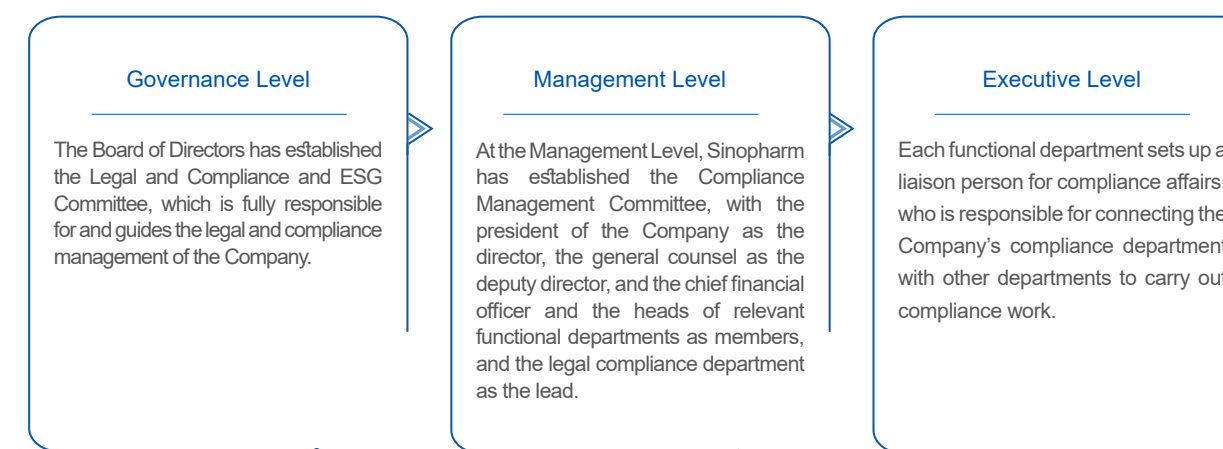 Governance Level
The Board of Directors has established
the Legal and Compliance and ESG
Committee, which is fully responsible
for and guides the legal and compliance
management of the Company.
Management Level
At the Management Level, Sinopharm
has established the Compliance
Management Committee, with the
president of the Company as the
director, the general counsel as the
deputy director, and the chief financial
officer and the heads of relevant
functional departments as members,
and the legal compliance department
as the lead.
Executive Level
Each functional department sets up a
liaison person for compliance affairs,
who is responsible for connecting the
Company's compliance department
with other departments to carry out
compliance work.